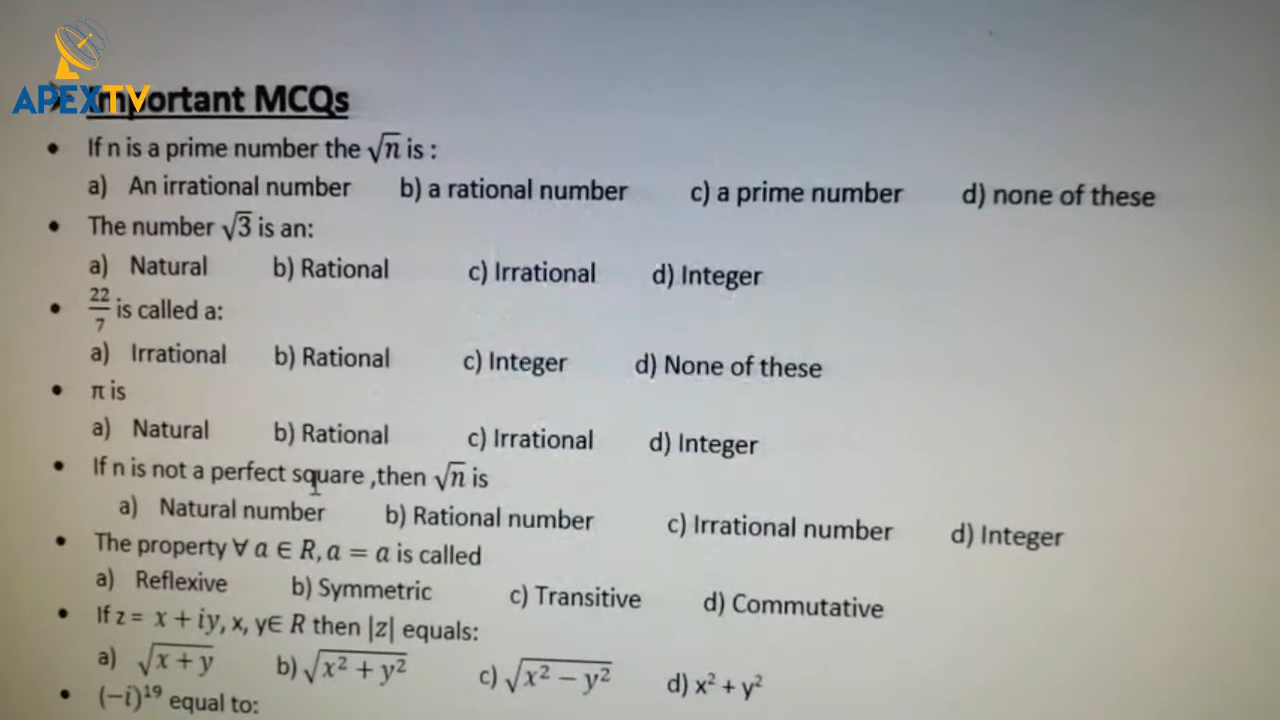 APEXTV
Important MCQs
• If n is a prime number the √n is :
a) An irrational number b) a rational number c) a prime number d) none of these
• The number √3 is an:
a) Natural b) Rational c) Irrational d) Integer
• 22/7 is called a:
a) Irrational b) Rational c) Integer d) None of these
• π is
a) Natural b) Rational c) Irrational d) Integer
• If n is not a perfect square ,then √n is
a) Natural number b) Rational number c) Irrational number d) Integer
• The property ∀ a ∈ R, a = a is called
a) Reflexive b) Symmetric c) Transitive d) Commutative
• If z = x + iy, x, y∈ R then |z| equals:
a) √(x + y) b) √(x² + y²) c) √(x² − y²) d) x² + y²
• (−i)¹⁹ equal to: